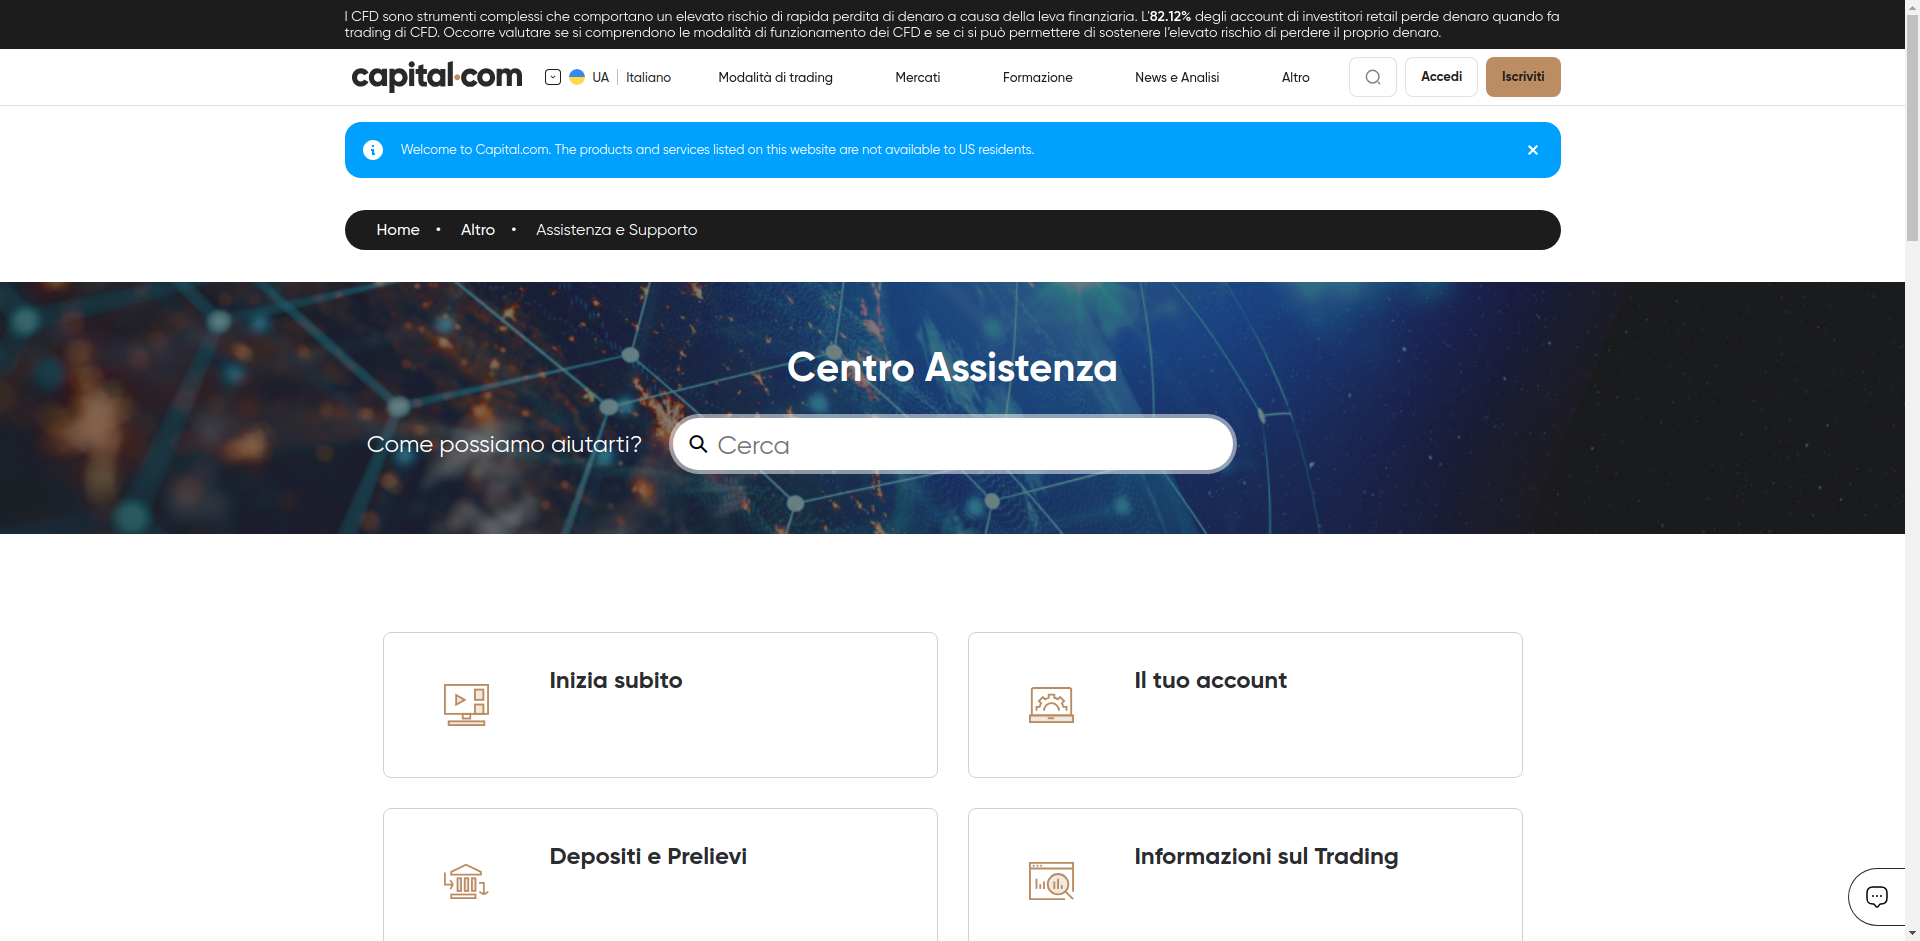 I CFD sono strumenti complessi che comportano un elevato rischio di rapida perdita di denaro a causa della leva finanziaria. L'82.12% degli account di investitori retail perde denaro quando fa
trading di CFD. Occorre valutare se si comprendono le modalità di funzionamento dei CFD e se ci si può permettere di sostenere l'elevato rischio di perdere il proprio denaro.
capital.com UA Italiano Modalità di trading Mercati Formazione News e Analisi Altro Accedi Iscriviti
Welcome to Capital.com. The products and services listed on this website are not available to US residents.
Home • Altro • Assistenza e Supporto
Centro Assistenza
Come possiamo aiutarti? Cerca
Inizia subito
Il tuo account
Depositi e Prelievi
Informazioni sul Trading